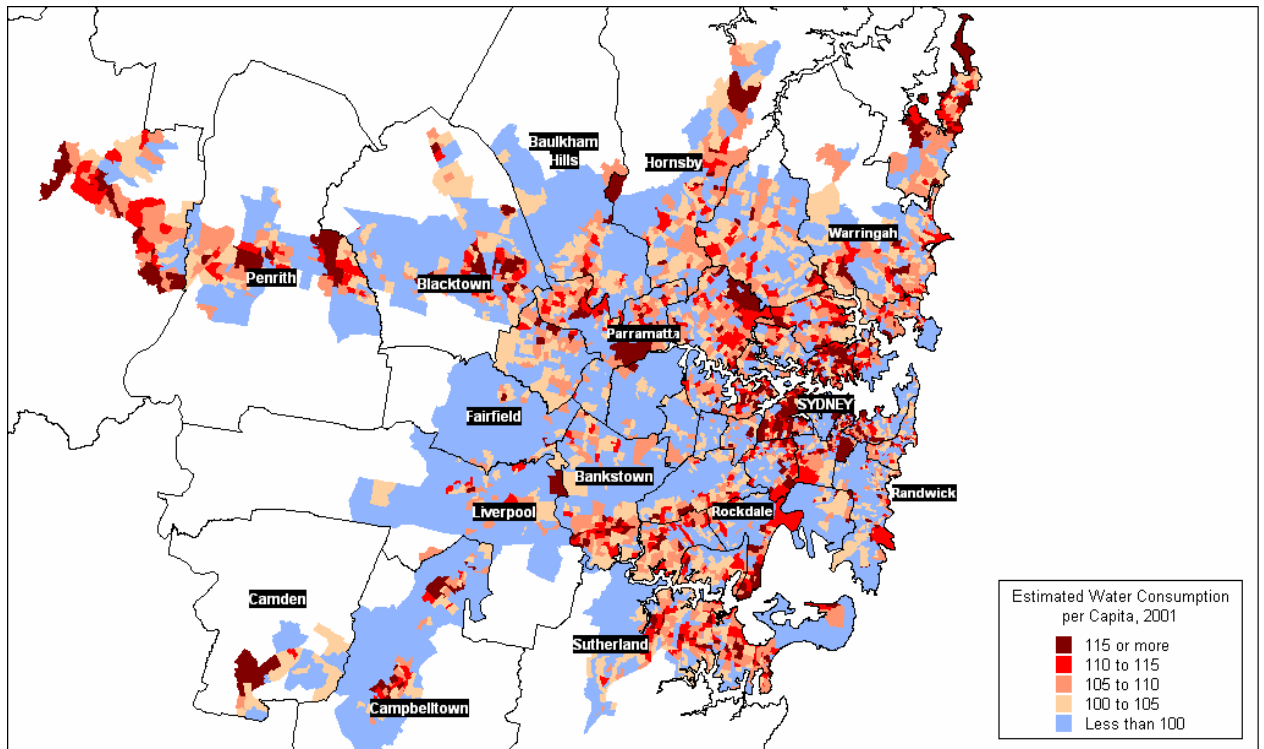 Baulkham
Hills
Hornsby
Warringah
Penrith
Blacktown
Parramatta
SYDNEY
Fairfield
Bankstown
Randwick
Liverpool
Rockdale
Camden
Sutherland
Campbelltown
Estimated Water Consumption
per Capita, 2001
115 or more
110 to 115
105 to 110
100 to 105
Less than 100